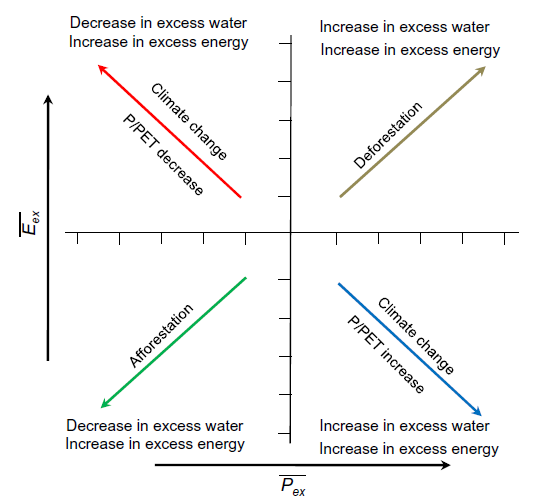 Decrease in excess water
Increase in excess energy
Increase in excess water
Increase in excess energy
Climate change
P/PET decrease
Deforestation
E̅ₑₓ
Afforestation
Climate change
P/PET increase
Decrease in excess water
Increase in excess energy
Increase in excess water
Increase in excess energy
P̅ₑₓ